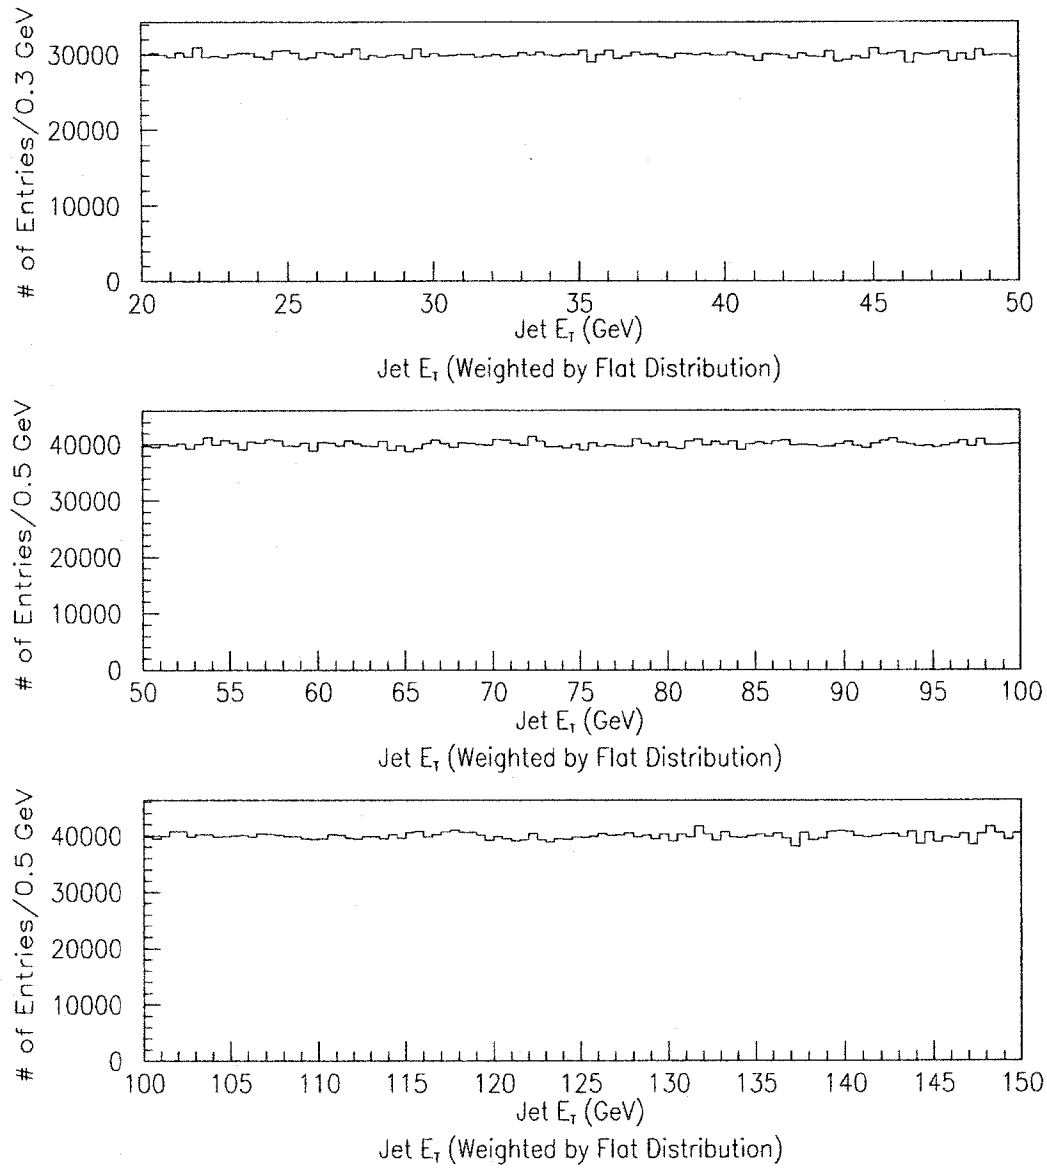 # of Entries/0.3 GeV
30000
20000
10000
0
20 25 30 35 40 45 50
Jet E_T (GeV)
Jet E_T (Weighted by Flat Distribution)
# of Entries/0.5 GeV
40000
30000
20000
10000
0
50 55 60 65 70 75 80 85 90 95 100
Jet E_T (GeV)
Jet E_T (Weighted by Flat Distribution)
# of Entries/0.5 GeV
40000
30000
20000
10000
0
100 105 110 115 120 125 130 135 140 145 150
Jet E_T (GeV)
Jet E_T (Weighted by Flat Distribution)